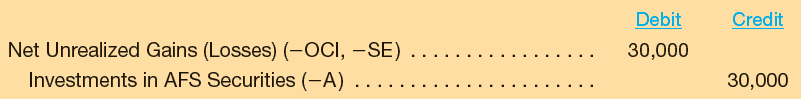 Debit Credit
Net Unrealized Gains (Losses) (−OCI, −SE) . . . . . . . . . . . . . . . . . 30,000
Investments in AFS Securities (−A) . . . . . . . . . . . . . . . . . . . . . . 30,000